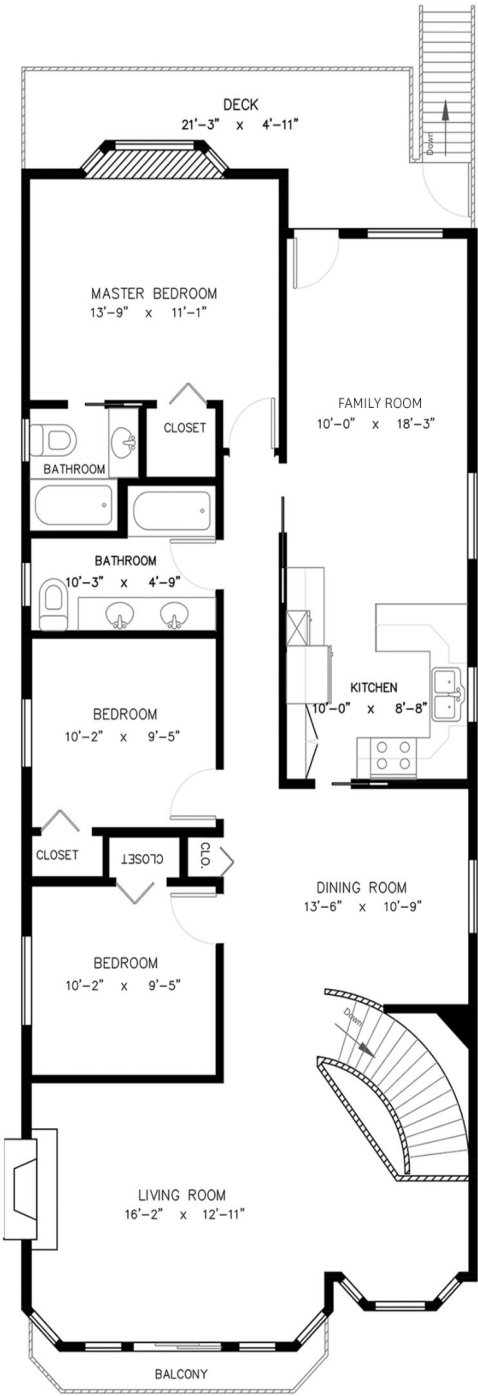 DECK
21'-3" x 4'-11"
Down
MASTER BEDROOM
13'-9" x 11'-1"
FAMILY ROOM
10'-0" x 18'-3"
CLOSET
BATHROOM
BATHROOM
10'-3" x 4'-9"
KITCHEN
10'-0" x 8'-8"
BEDROOM
10'-2" x 9'-5"
CLOSET
CLOSET
CLO.
DINING ROOM
13'-6" x 10'-9"
BEDROOM
10'-2" x 9'-5"
Down
LIVING ROOM
16'-2" x 12'-11"
BALCONY